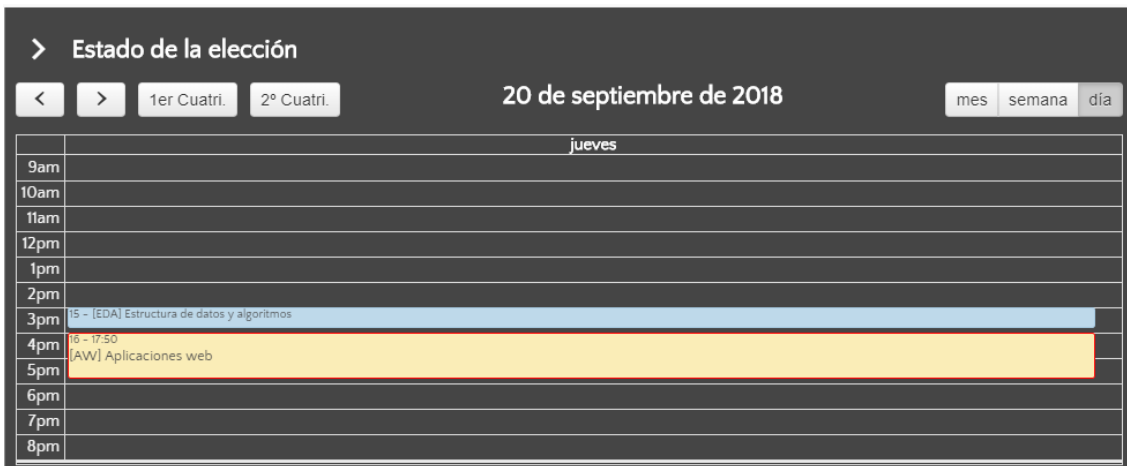 Estado de la elección
1er Cuatri. 2º Cuatri. 20 de septiembre de 2018 mes semana día
jueves
9am
10am
11am
12pm
1pm
2pm
3pm 15 - [EDA] Estructura de datos y algoritmos
4pm 16 - 17:50
[AW] Aplicaciones web
5pm
6pm
7pm
8pm